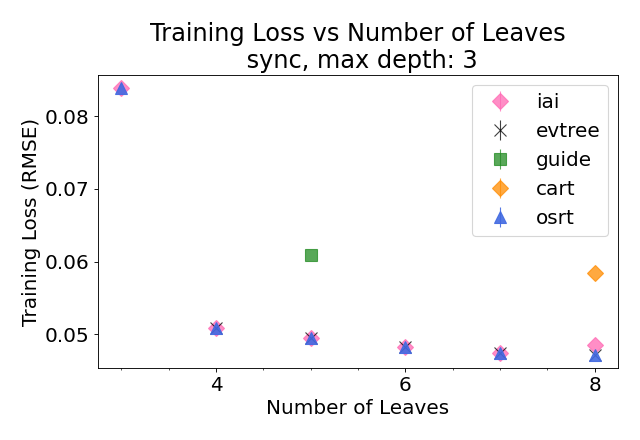 Training Loss vs Number of Leaves
sync, max depth: 3
Training Loss (RMSE)
0.08
0.07
0.06
0.05
4
6
8
Number of Leaves
iai
evtree
guide
cart
osrt